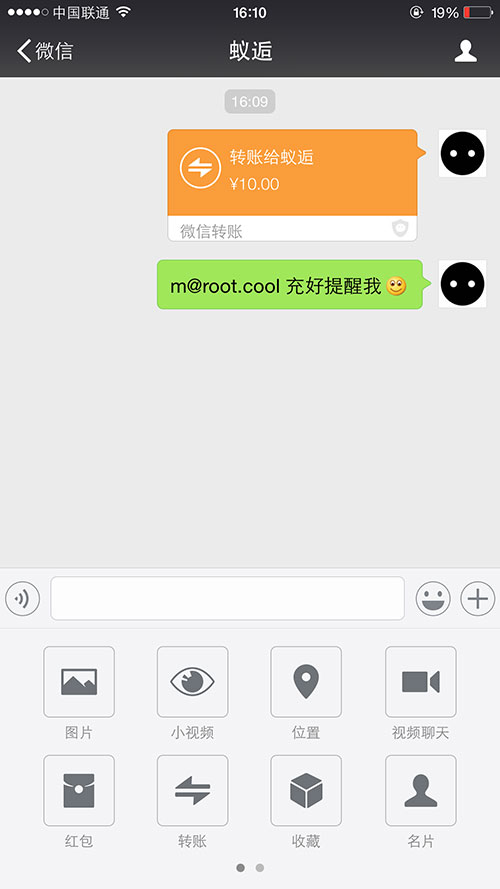 中国联通 16:10 19%
微信 蚁逅
16:09
转账给蚁逅
¥10.00
微信转账
m@root.cool 充好提醒我
图片 小视频 位置 视频聊天
红包 转账 收藏 名片